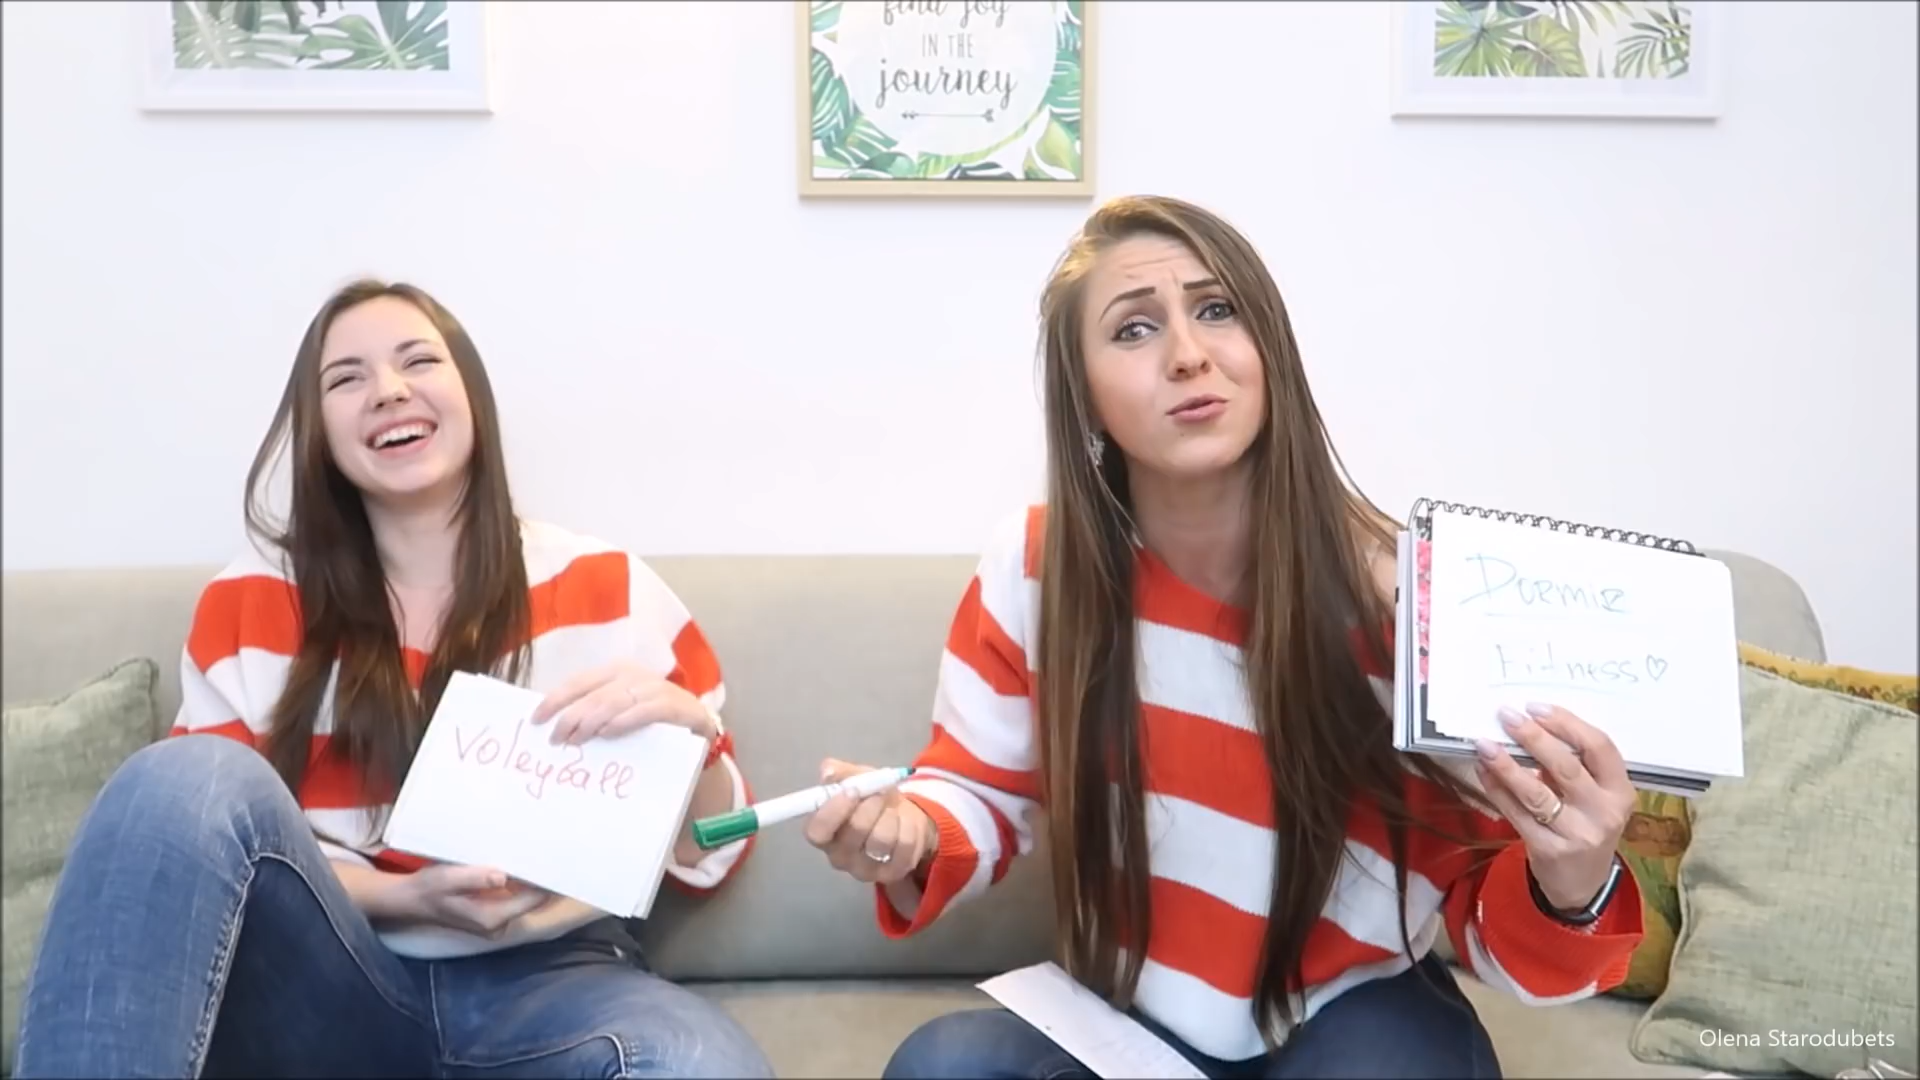 find joy
IN THE
journey
Voleyball
Dormir
Fitness♡
Olena Starodubets